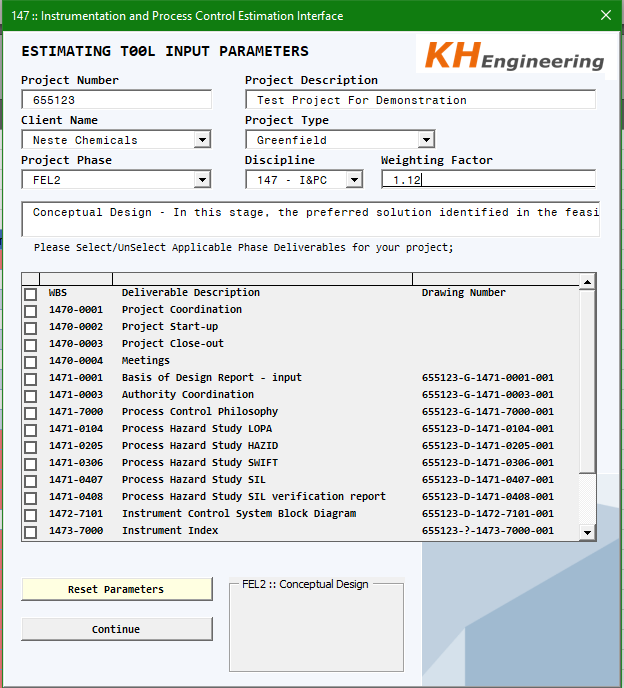 147 :: Instrumentation and Process Control Estimation Interface
ESTIMATING T00L INPUT PARAMETERS
KH Engineering
Project Number
Project Description
655123
Test Project For Demonstration
Client Name
Project Type
Neste Chemicals
Greenfield
Project Phase
Discipline
Weighting Factor
FEL2
147 - I&PC
1.12
Conceptual Design - In this stage, the preferred solution identified in the feasi
Please Select/UnSelect Applicable Phase Deliverables for your project;
WBS Deliverable Description Drawing Number
1470-0001 Project Coordination
1470-0002 Project Start-up
1470-0003 Project Close-out
1470-0004 Meetings
1471-0001 Basis of Design Report - input 655123-G-1471-0001-001
1471-0003 Authority Coordination 655123-G-1471-0003-001
1471-7000 Process Control Philosophy 655123-G-1471-7000-001
1471-0104 Process Hazard Study LOPA 655123-D-1471-0104-001
1471-0205 Process Hazard Study HAZID 655123-D-1471-0205-001
1471-0306 Process Hazard Study SWIFT 655123-D-1471-0306-001
1471-0407 Process Hazard Study SIL 655123-D-1471-0407-001
1471-0408 Process Hazard Study SIL verification report 655123-D-1471-0408-001
1472-7101 Instrument Control System Block Diagram 655123-D-1472-7101-001
1473-7000 Instrument Index 655123-?-1473-7000-001
Reset Parameters
FEL2 :: Conceptual Design
Continue